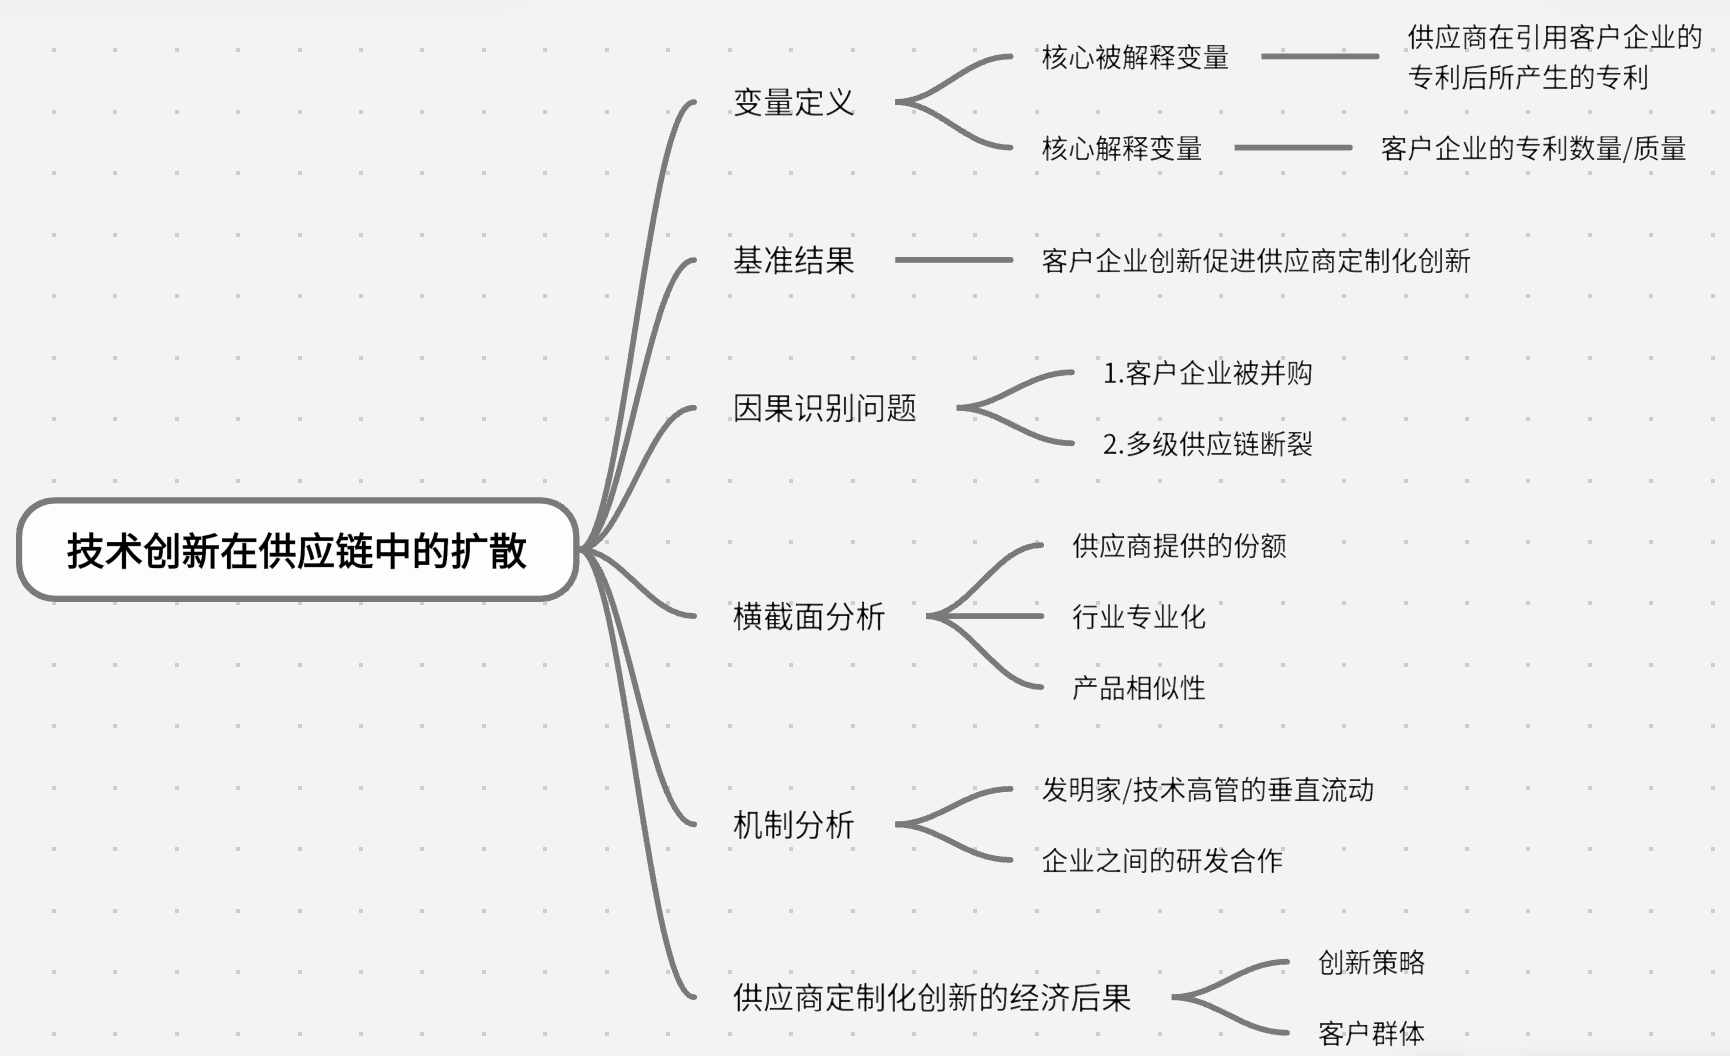 技术创新在供应链中的扩散
变量定义
核心被解释变量
供应商在引用客户企业的
专利后所产生的专利
核心解释变量
客户企业的专利数量/质量
基准结果
客户企业创新促进供应商定制化创新
因果识别问题
1.客户企业被并购
2.多级供应链断裂
横截面分析
供应商提供的份额
行业专业化
产品相似性
机制分析
发明家/技术高管的垂直流动
企业之间的研发合作
供应商定制化创新的经济后果
创新策略
客户群体